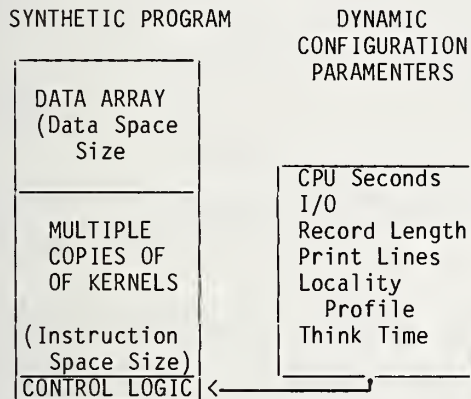 SYNTHETIC PROGRAM
DYNAMIC
CONFIGURATION
PARAMENTERS
DATA ARRAY
(Data Space
Size
MULTIPLE
COPIES OF
OF KERNELS
(Instruction
Space Size)
CONTROL LOGIC
CPU Seconds
I/O
Record Length
Print Lines
Locality
Profile
Think Time